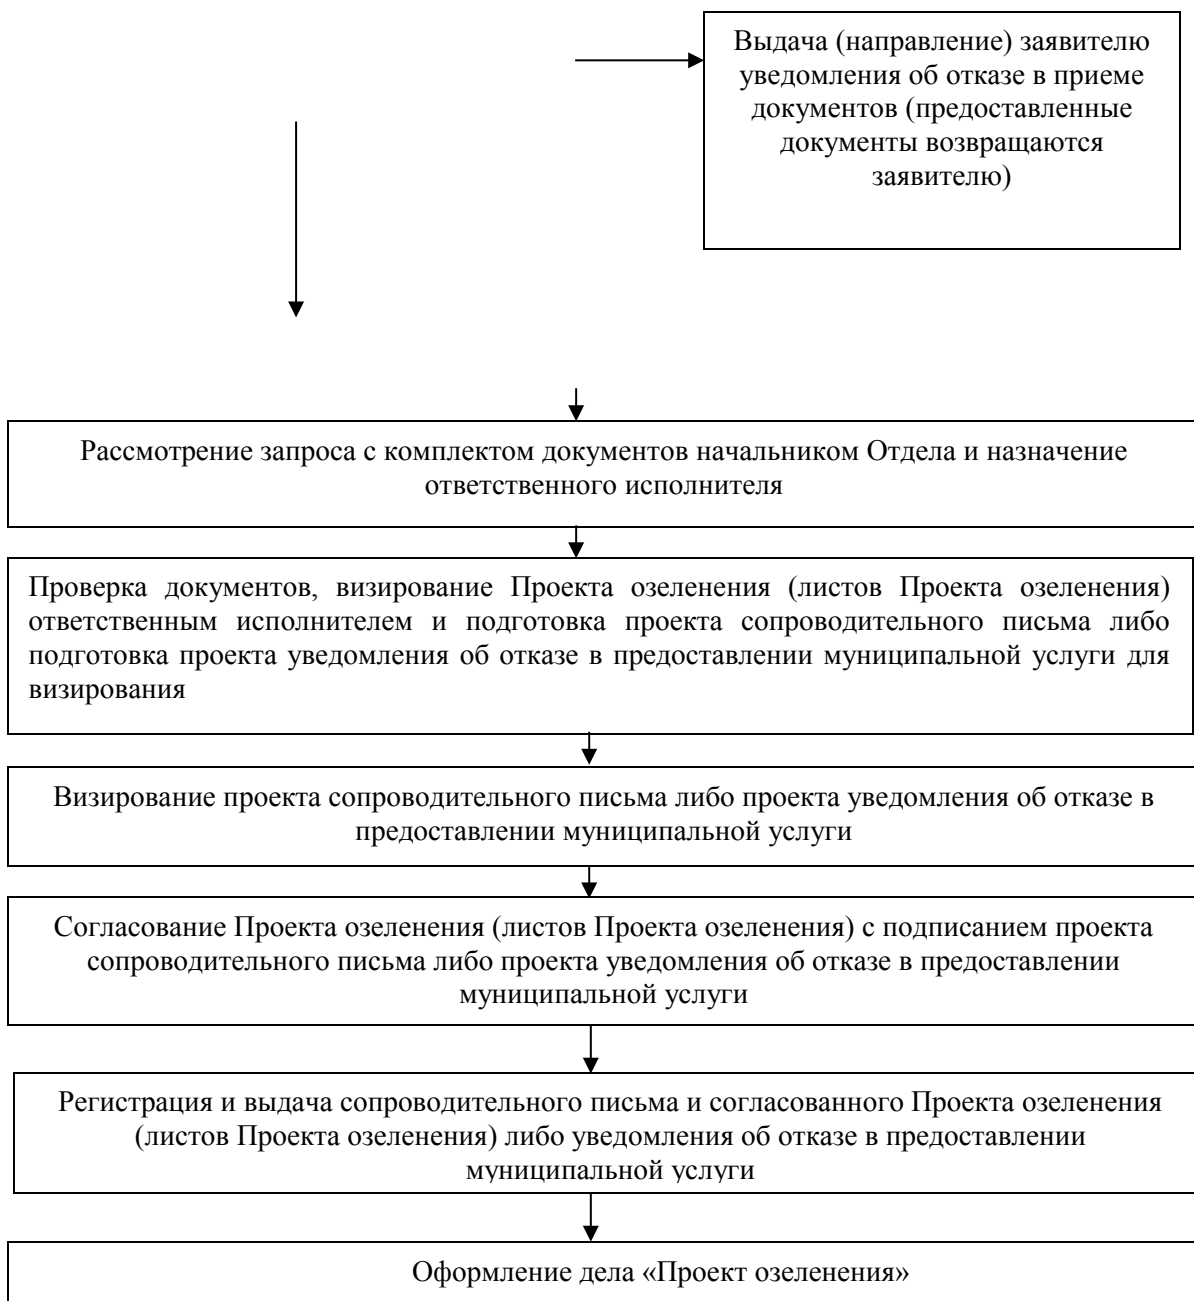 Выдача (направление) заявителю
уведомления об отказе в приеме
документов (предоставленные
документы возвращаются
заявителю)
Рассмотрение запроса с комплектом документов начальником Отдела и назначение
ответственного исполнителя
Проверка документов, визирование Проекта озеленения (листов Проекта озеленения)
ответственным исполнителем и подготовка проекта сопроводительного письма либо
подготовка проекта уведомления об отказе в предоставлении муниципальной услуги для
визирования
Визирование проекта сопроводительного письма либо проекта уведомления об отказе в
предоставлении муниципальной услуги
Согласование Проекта озеленения (листов Проекта озеленения) с подписанием проекта
сопроводительного письма либо проекта уведомления об отказе в предоставлении
муниципальной услуги
Регистрация и выдача сопроводительного письма и согласованного Проекта озеленения
(листов Проекта озеленения) либо уведомления об отказе в предоставлении
муниципальной услуги
Оформление дела «Проект озеленения»